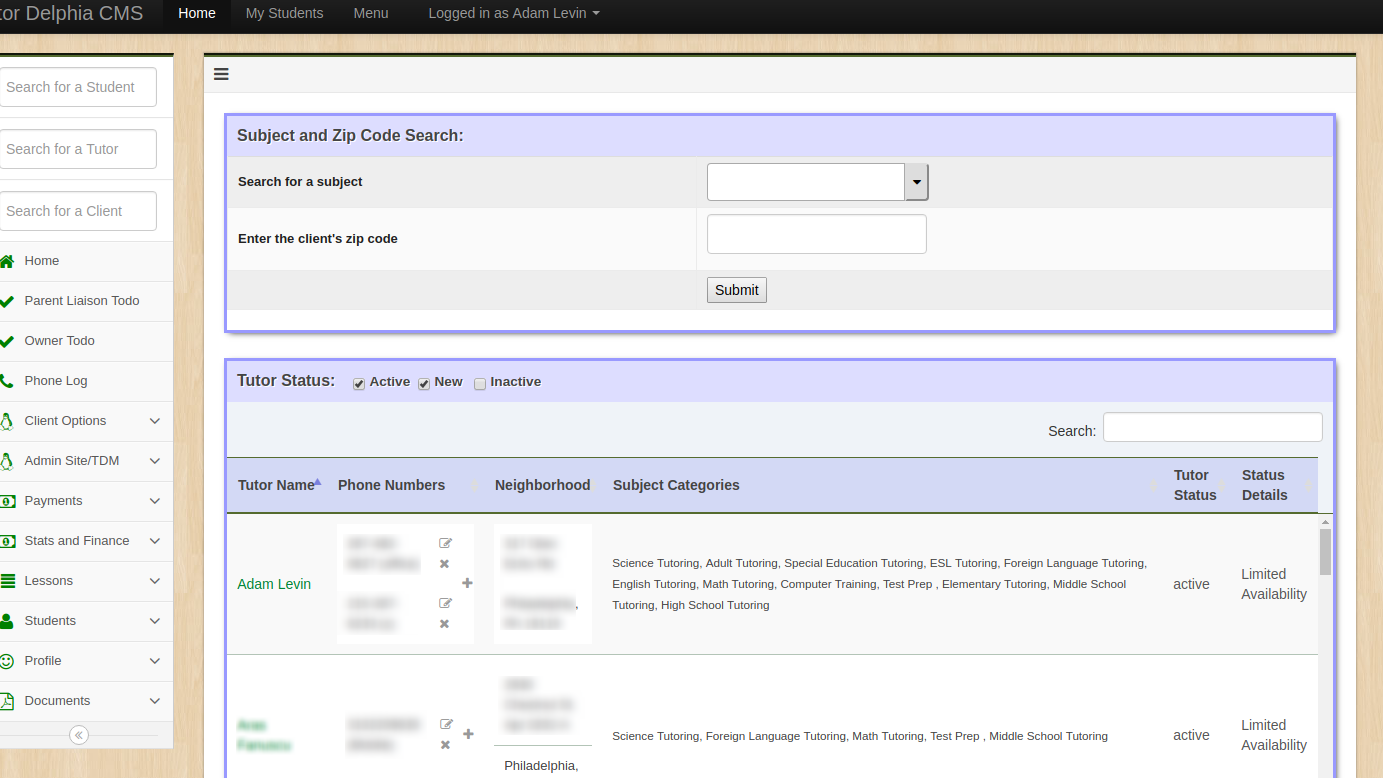 tor Delphia CMS Home My Students Menu Logged in as Adam Levin
Search for a Student
Search for a Tutor
Search for a Client
Home
Parent Liaison Todo
Owner Todo
Phone Log
Client Options
Admin Site/TDM
Payments
Stats and Finance
Lessons
Students
Profile
Documents
Subject and Zip Code Search:
Search for a subject
Enter the client's zip code
Submit
Tutor Status: Active New Inactive
Search:
Tutor Name Phone Numbers Neighborhood Subject Categories Tutor Status Status Details
Adam Levin
Science Tutoring, Adult Tutoring, Special Education Tutoring, ESL Tutoring, Foreign Language Tutoring,
English Tutoring, Math Tutoring, Computer Training, Test Prep , Elementary Tutoring, Middle School
Tutoring, High School Tutoring
active
Limited
Availability
Science Tutoring, Foreign Language Tutoring, Math Tutoring, Test Prep , Middle School Tutoring
active
Limited
Availability
Philadelphia,